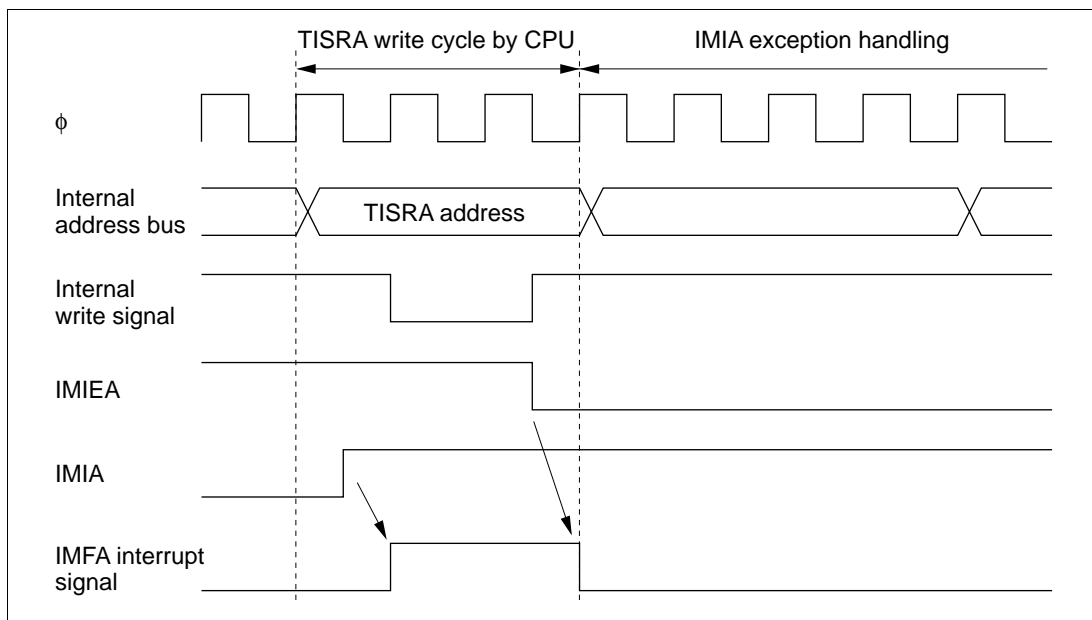 TISRA write cycle by CPU IMIA exception handling
ϕ
Internal
address bus
TISRA address
Internal
write signal
IMIEA
IMIA
IMFA interrupt
signal